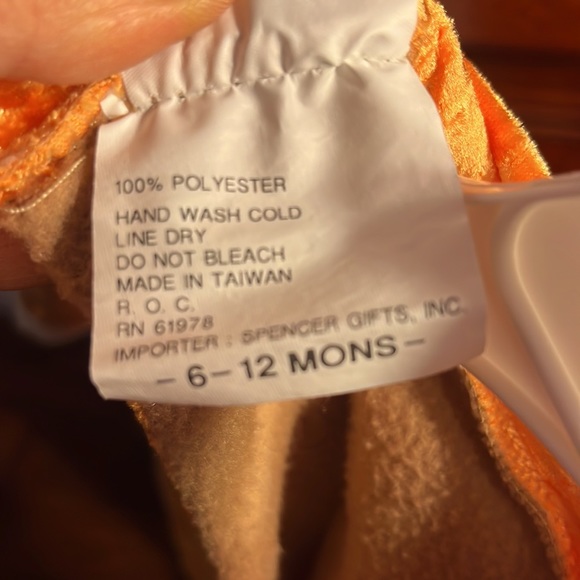 100% POLYESTER
HAND WASH COLD
LINE DRY
DO NOT BLEACH
MADE IN TAIWAN
R. O. C.
RN 61978
IMPORTER : SPENCER GIFTS, INC.
- 6-12 MONS -